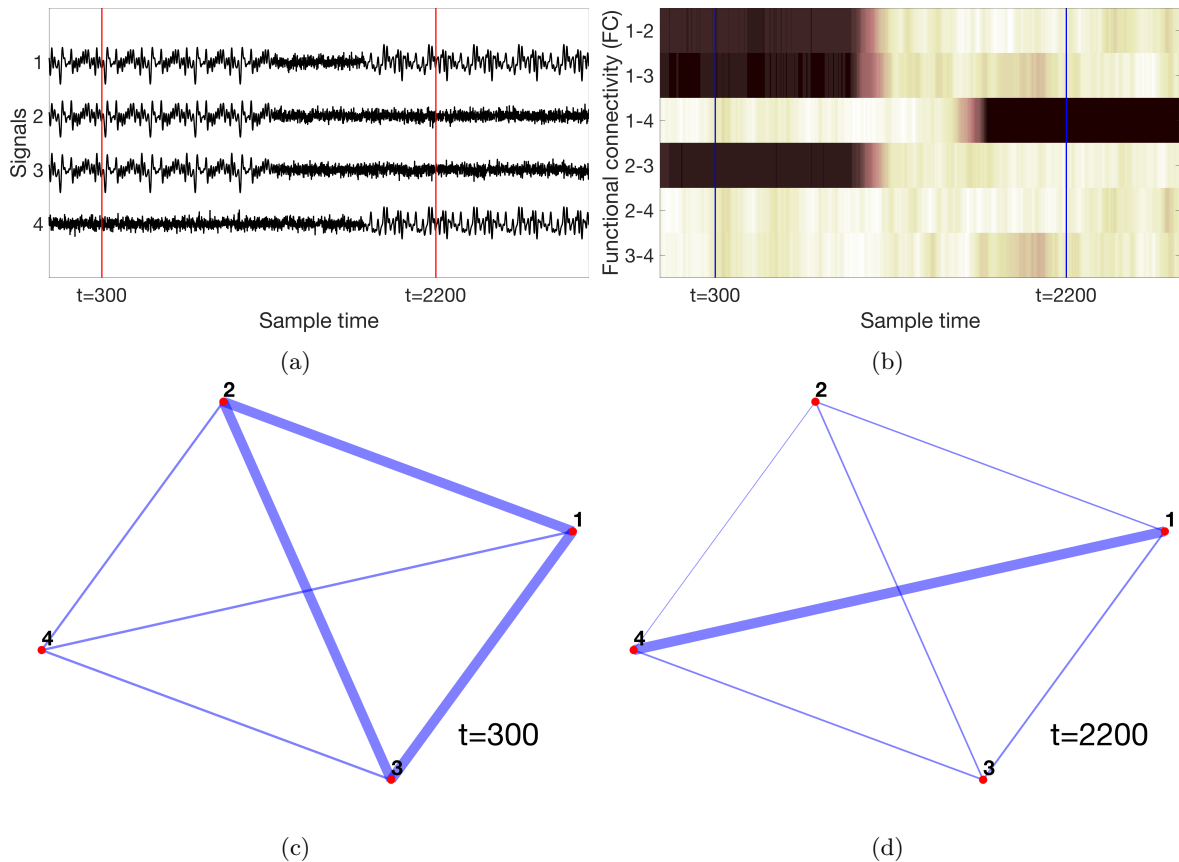 Signals
1
2
3
4
t=300
t=2200
Sample time
(a)
Functional connectivity (FC)
1-2
1-3
1-4
2-3
2-4
3-4
t=300
t=2200
Sample time
(b)
2
1
4
3
t=300
(c)
2
1
4
3
t=2200
(d)